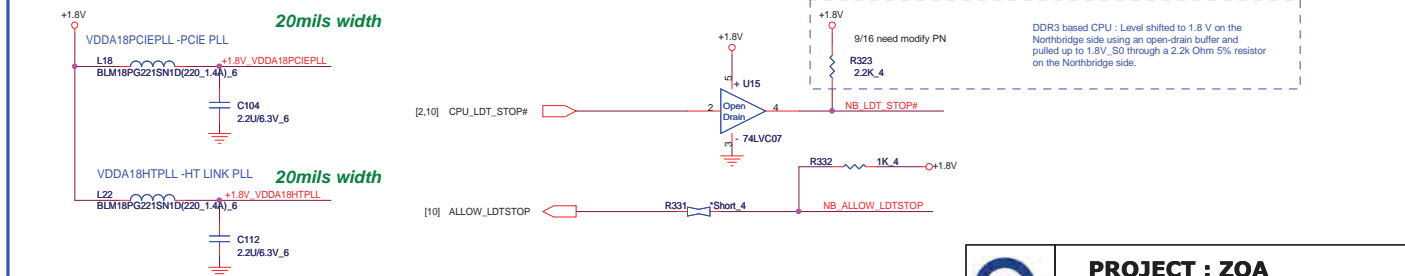 +1.8V
20mils width
VDDA18PCIEPLL -PCIE PLL
L18
+1.8V_VDDA18PCIEPLL
BLM18PG221SN1D(220_1.4A)_6
C104
2.2U/6.3V_6
VDDA18HTPLL -HT LINK PLL
20mils width
L22
+1.8V_VDDA18HTPLL
BLM18PG221SN1D(220_1.4A)_6
C112
2.2U/6.3V_6
+1.8V
9/16 need modify PN
R323
2.2K_4
DDR3 based CPU : Level shifted to 1.8 V on the
Northbridge side using an open-drain buffer and
pulled up to 1.8V_S0 through a 2.2k Ohm 5% resistor
on the Northbridge side.
+1.8V
5
+ U15
[2,10] CPU_LDT_STOP#
2
Open
Drain
4
NB_LDT_STOP#
3
- 74LVC07
R332
1K_4
+1.8V
[10] ALLOW_LDTSTOP
R331
*Short_4
NB_ALLOW_LDTSTOP
PROJECT : ZQA